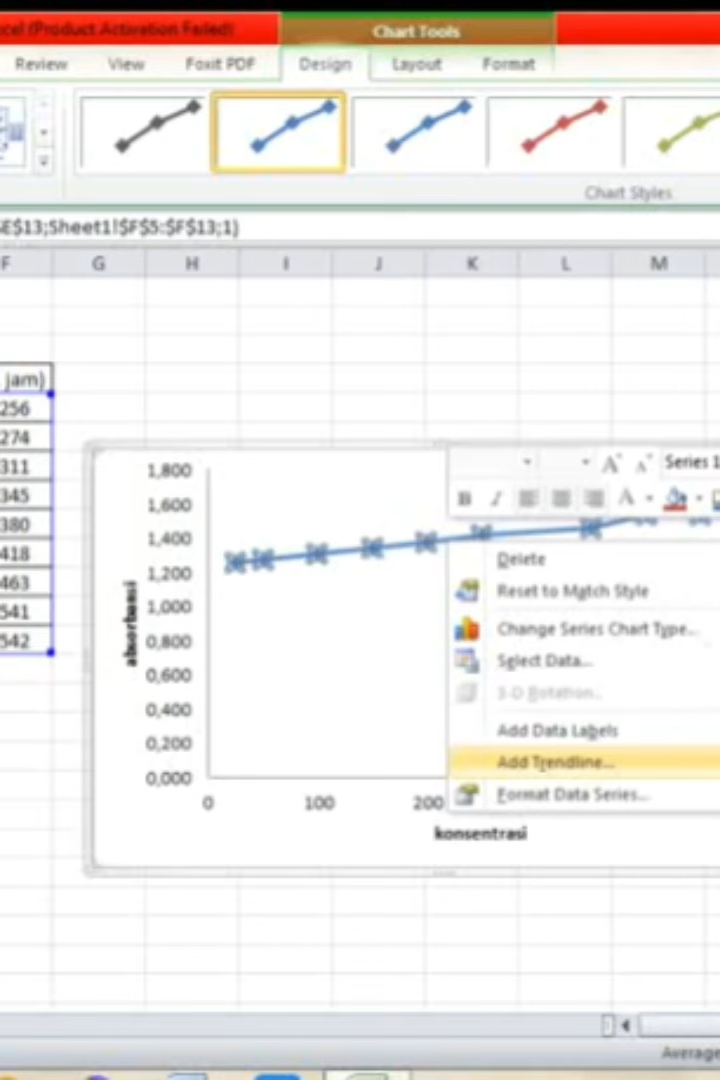 cel (Product Activation Failed)
Chart Tools
Review View Foxit PDF Design Layout Format
Chart Styles
E$13;Sheet1!$F$5:$F$13;1)
F G H I J K L M
jam)
256
274
311
345
380
418
463
541
542
1,800
1,600
1,400
1,200
1,000
0,800
0,600
0,400
0,200
0,000
absorbansi
0 100 200
konsentrasi
Series 1
B I A
Delete
Reset to Match Style
Change Series Chart Type...
Select Data...
3-D Rotation...
Add Data Labels
Add Trendline...
Format Data Series...
Average